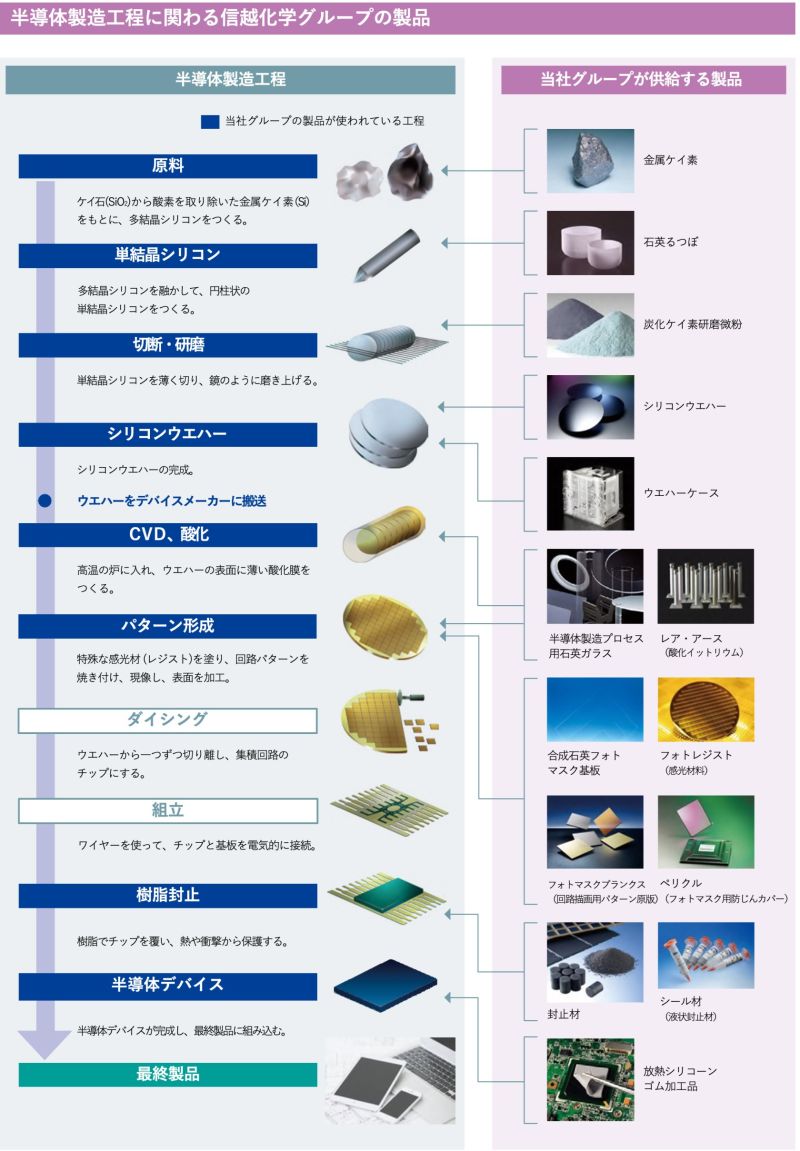 半導体製造工程に関わる信越化学グループの製品
半導体製造工程
当社グループの製品が使われている工程
原料
ケイ石(SiO₂)から酸素を取り除いた金属ケイ素(Si)
をもとに、多結晶シリコンをつくる。
単結晶シリコン
多結晶シリコンを融かして、円柱状の
単結晶シリコンをつくる。
切断・研磨
単結晶シリコンを薄く切り、鏡のように磨き上げる。
シリコンウエハー
シリコンウエハーの完成。
ウエハーをデバイスメーカーに搬送
CVD、酸化
高温の炉に入れ、ウエハーの表面に薄い酸化膜を
つくる。
パターン形成
特殊な感光材(レジスト)を塗り、回路パターンを
焼き付け、現像し、表面を加工。
ダイシング
ウエハーから一つずつ切り離し、集積回路の
チップにする。
組立
ワイヤーを使って、チップと基板を電気的に接続。
樹脂封止
樹脂でチップを覆い、熱や衝撃から保護する。
半導体デバイス
半導体デバイスが完成し、最終製品に組み込む。
最終製品
当社グループが供給する製品
金属ケイ素
石英るつぼ
炭化ケイ素研磨微粉
シリコンウエハー
ウエハーケース
半導体製造プロセス
用石英ガラス
レア・アース
（酸化イットリウム）
合成石英フォト
マスク基板
フォトレジスト
（感光材料）
フォトマスクブランクス
（回路描画用パターン原版）
ペリクル
（フォトマスク用防じんカバー）
封止材
シール材
（液状封止材）
放熱シリコーン
ゴム加工品